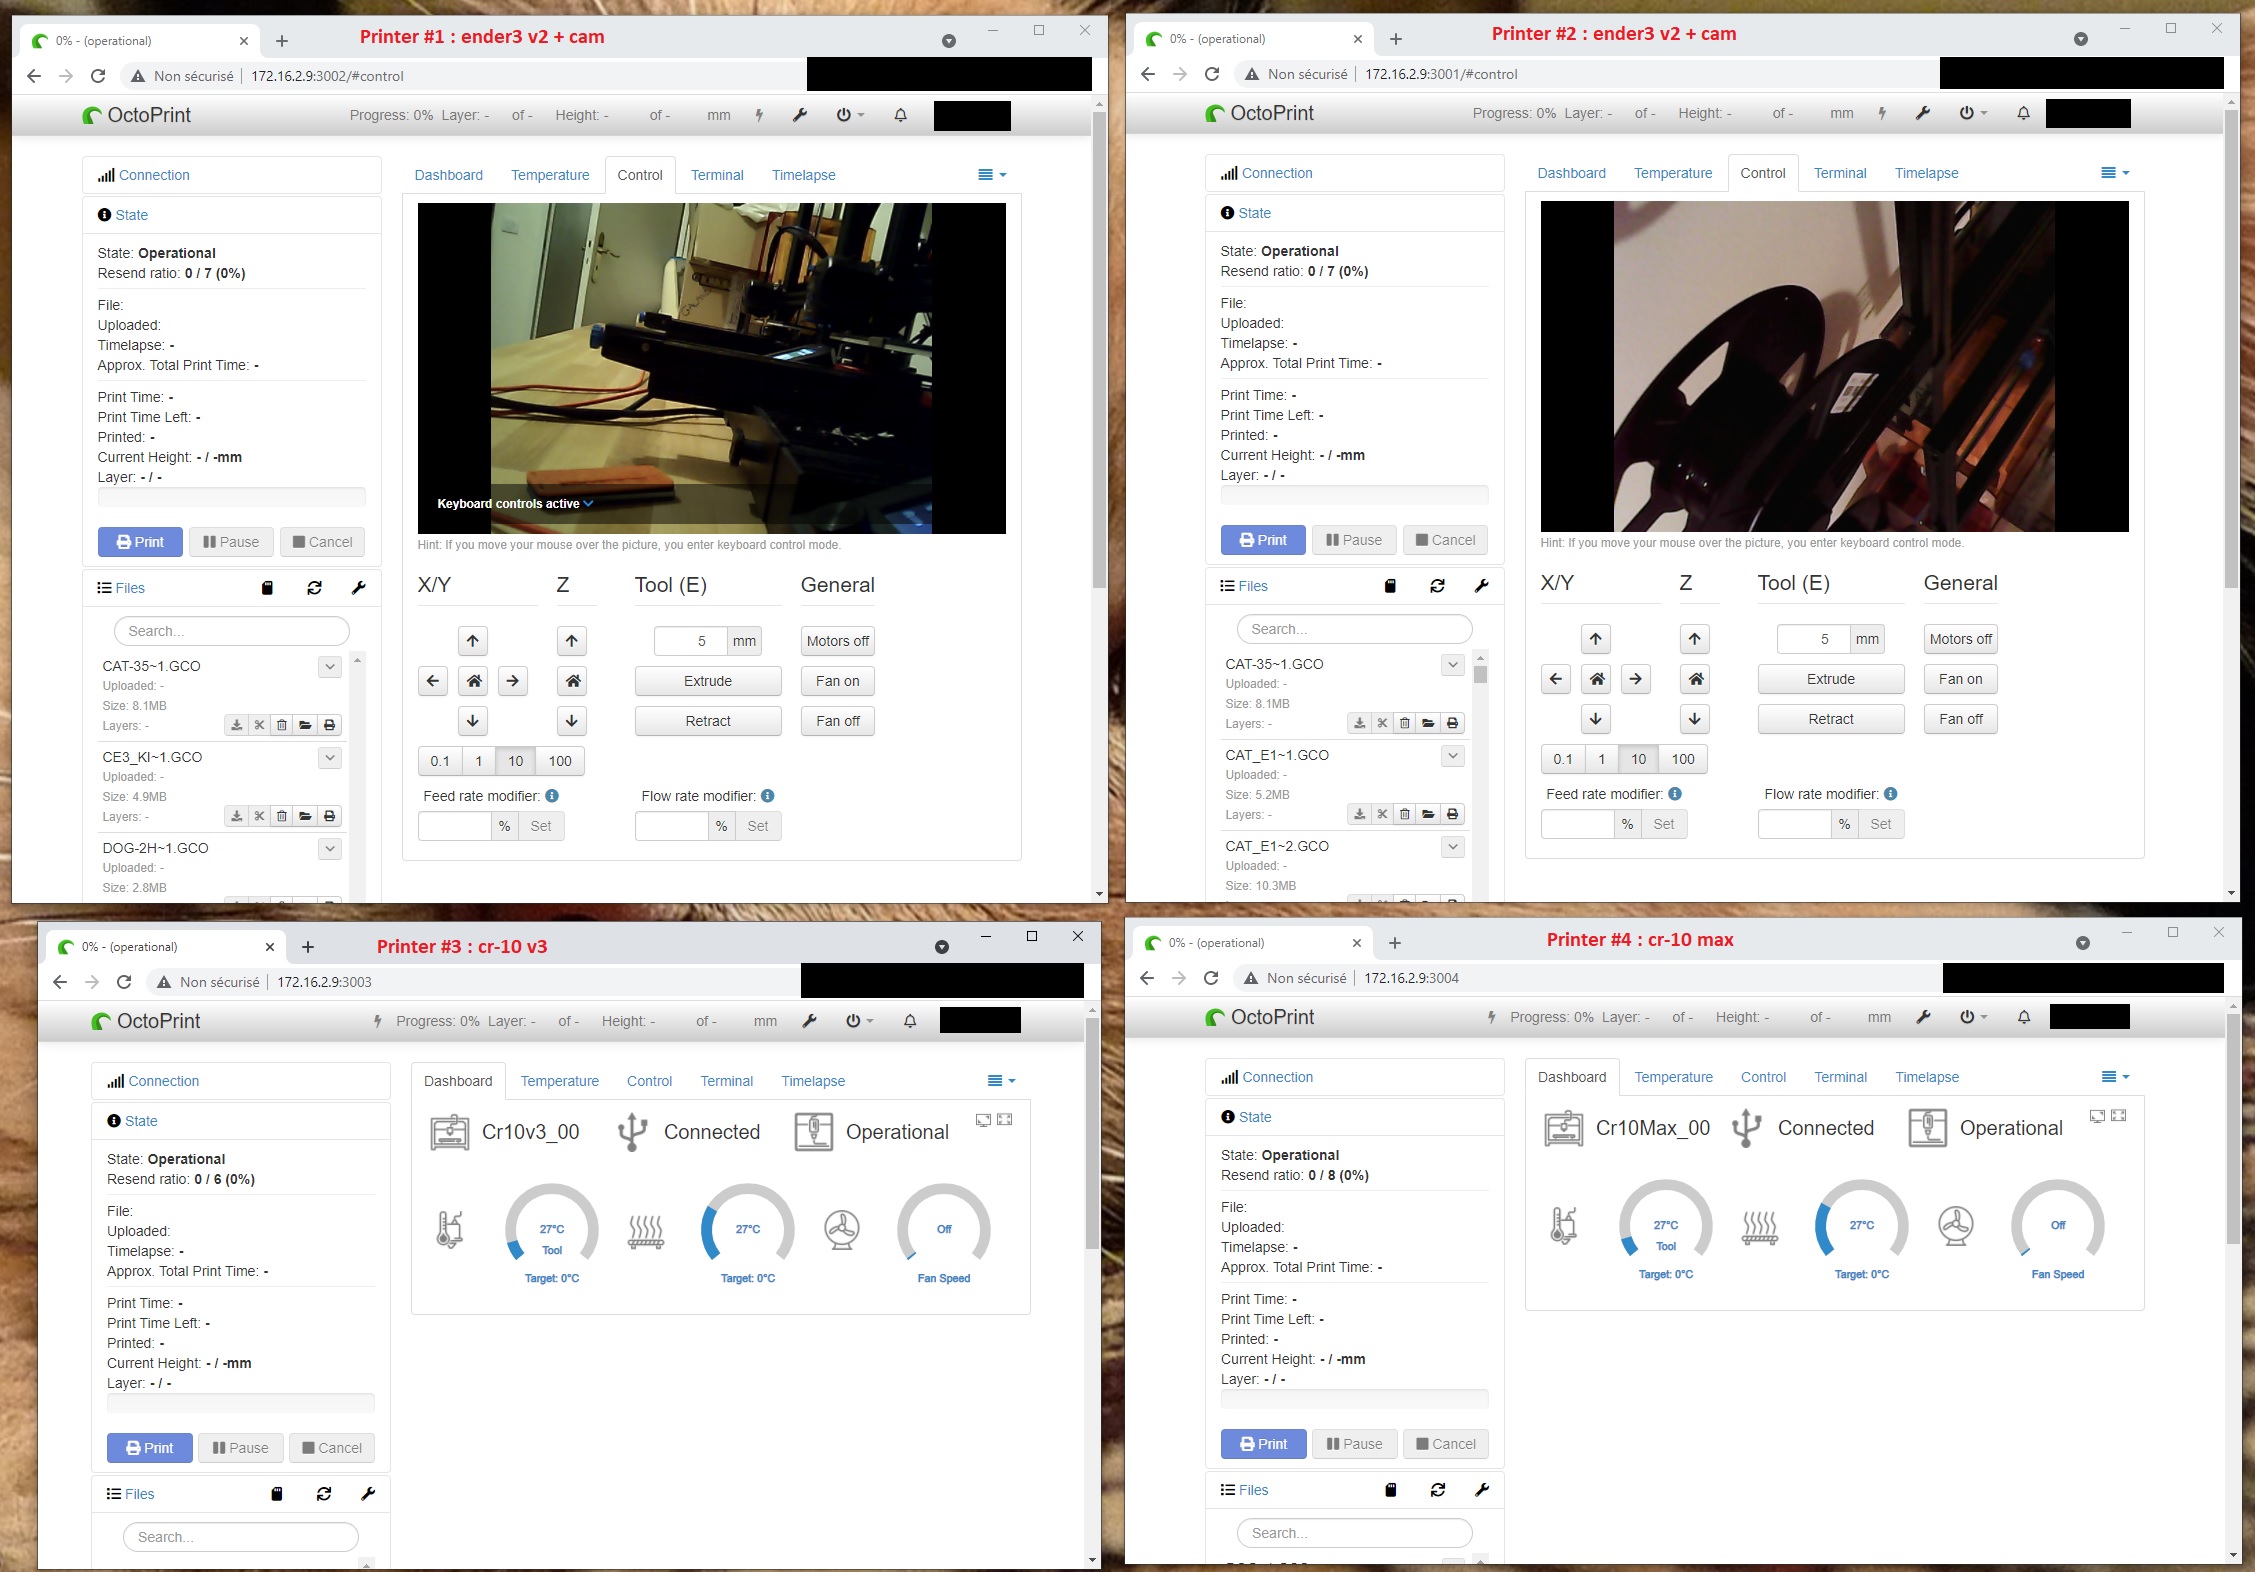 0% - (operational)
Printer #1 : ender3 v2 + cam
Non sécurisé 172.16.2.9:3002/#control
OctoPrint
Progress: 0% Layer: - of - Height: - of - mm
Connection
State
State: Operational
Resend ratio: 0 / 7 (0%)
File:
Uploaded:
Timelapse: -
Approx. Total Print Time: -
Print Time: -
Print Time Left: -
Printed: -
Current Height: - / -mm
Layer: - / -
Print Pause Cancel
Files
Search...
CAT-35~1.GCO
Uploaded: -
Size: 8.1MB
Layers: -
CE3_KI~1.GCO
Uploaded: -
Size: 4.9MB
Layers: -
DOG-2H~1.GCO
Uploaded: -
Size: 2.8MB
Dashboard Temperature Control Terminal Timelapse
Keyboard controls active
Hint: If you move your mouse over the picture, you enter keyboard control mode.
X/Y Z Tool (E) General
5 mm Motors off
Extrude Fan on
Retract Fan off
0.1 1 10 100
Feed rate modifier: Flow rate modifier:
% Set % Set
0% - (operational)
Printer #2 : ender3 v2 + cam
Non sécurisé 172.16.2.9:3001/#control
OctoPrint
Progress: 0% Layer: - of - Height: - of - mm
Connection
State
State: Operational
Resend ratio: 0 / 7 (0%)
File:
Uploaded:
Timelapse: -
Approx. Total Print Time: -
Print Time: -
Print Time Left: -
Printed: -
Current Height: - / -mm
Layer: - / -
Print Pause Cancel
Files
Search...
CAT-35~1.GCO
Uploaded: -
Size: 8.1MB
Layers: -
CAT_E1~1.GCO
Uploaded: -
Size: 5.2MB
Layers: -
CAT_E1~2.GCO
Uploaded: -
Size: 10.3MB
Dashboard Temperature Control Terminal Timelapse
Hint: If you move your mouse over the picture, you enter keyboard control mode.
X/Y Z Tool (E) General
5 mm Motors off
Extrude Fan on
Retract Fan off
0.1 1 10 100
Feed rate modifier: Flow rate modifier:
% Set % Set
0% - (operational)
Printer #3 : cr-10 v3
Non sécurisé 172.16.2.9:3003
OctoPrint
Progress: 0% Layer: - of - Height: - of - mm
Connection
State
State: Operational
Resend ratio: 0 / 6 (0%)
File:
Uploaded:
Timelapse: -
Approx. Total Print Time: -
Print Time: -
Print Time Left: -
Printed: -
Current Height: - / -mm
Layer: - / -
Print Pause Cancel
Files
Search...
Dashboard Temperature Control Terminal Timelapse
Cr10v3_00 Connected Operational
27°C 27°C Off
Tool
Target: 0°C Target: 0°C Fan Speed
0% - (operational)
Printer #4 : cr-10 max
Non sécurisé 172.16.2.9:3004
OctoPrint
Progress: 0% Layer: - of - Height: - of - mm
Connection
State
State: Operational
Resend ratio: 0 / 8 (0%)
File:
Uploaded:
Timelapse: -
Approx. Total Print Time: -
Print Time: -
Print Time Left: -
Printed: -
Current Height: - / -mm
Layer: - / -
Print Pause Cancel
Files
Search...
Dashboard Temperature Control Terminal Timelapse
Cr10Max_00 Connected Operational
27°C 27°C Off
Tool
Target: 0°C Target: 0°C Fan Speed